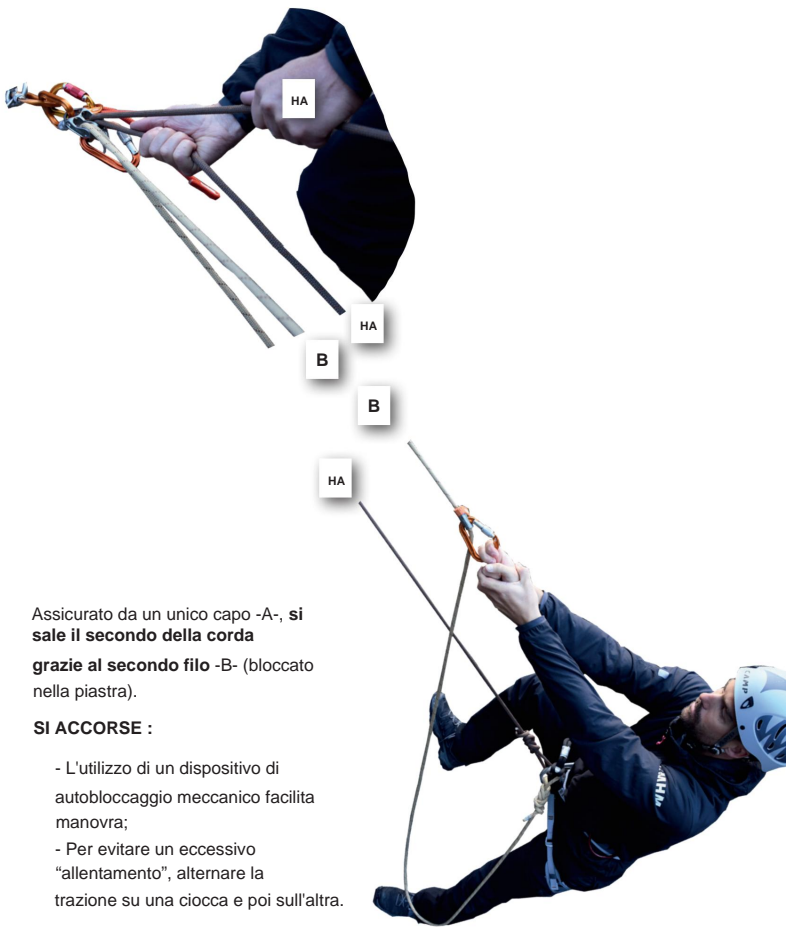 HA
HA
B
B
HA
Assicurato da un unico capo -A-, si
sale il secondo della corda
grazie al secondo filo -B- (bloccato
nella piastra).
SI ACCORSE :
- L'utilizzo di un dispositivo di
autobloccaggio meccanico facilita
manovra;
- Per evitare un eccessivo
“allentamento”, alternare la
trazione su una ciocca e poi sull'altra.
CAMP